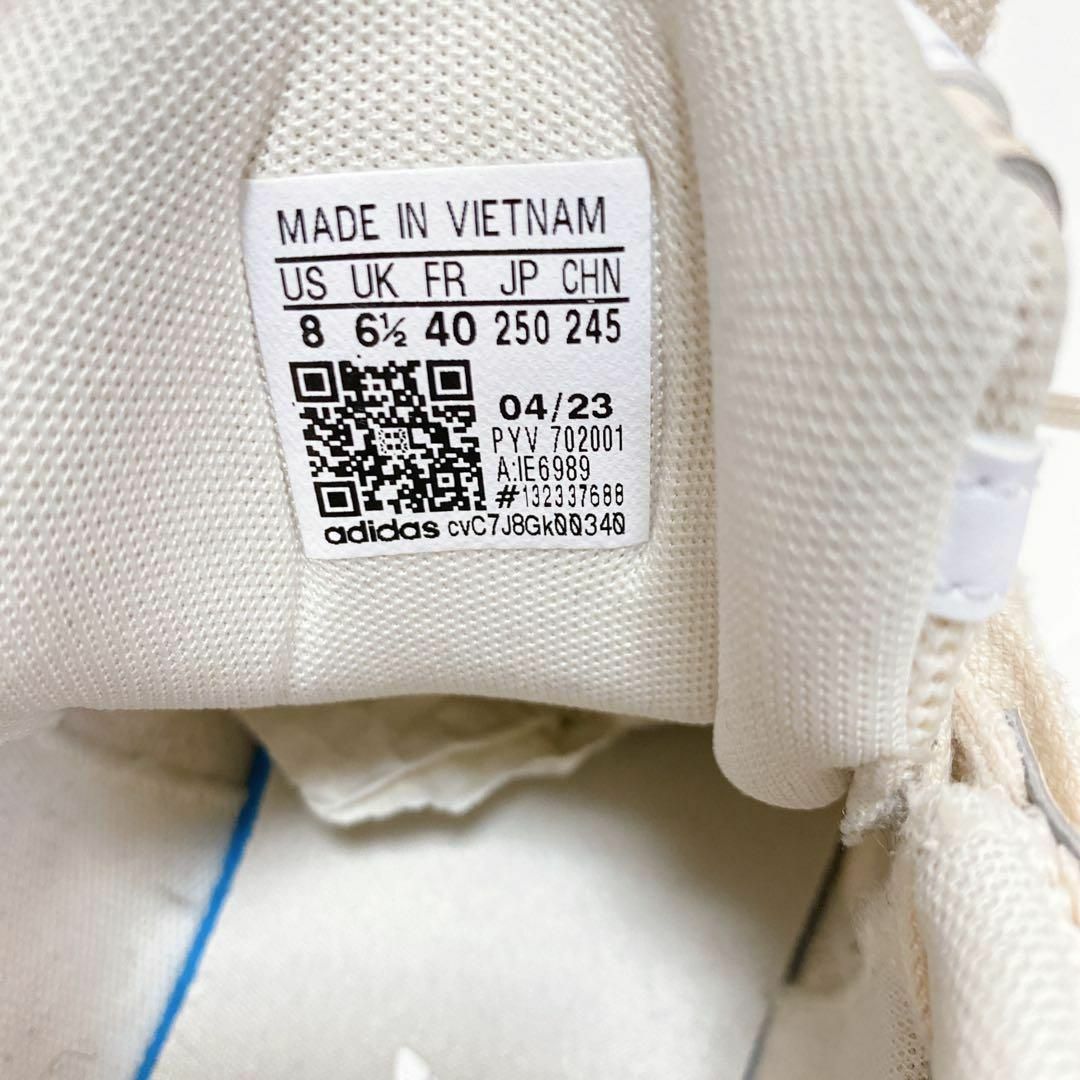 MADE IN VIETNAM
US UK FR JP CHN
8 6½ 40 250 245
04/23
PYV 702001
A:IE6989
#132337688
adidas cvC7J8Gk00340